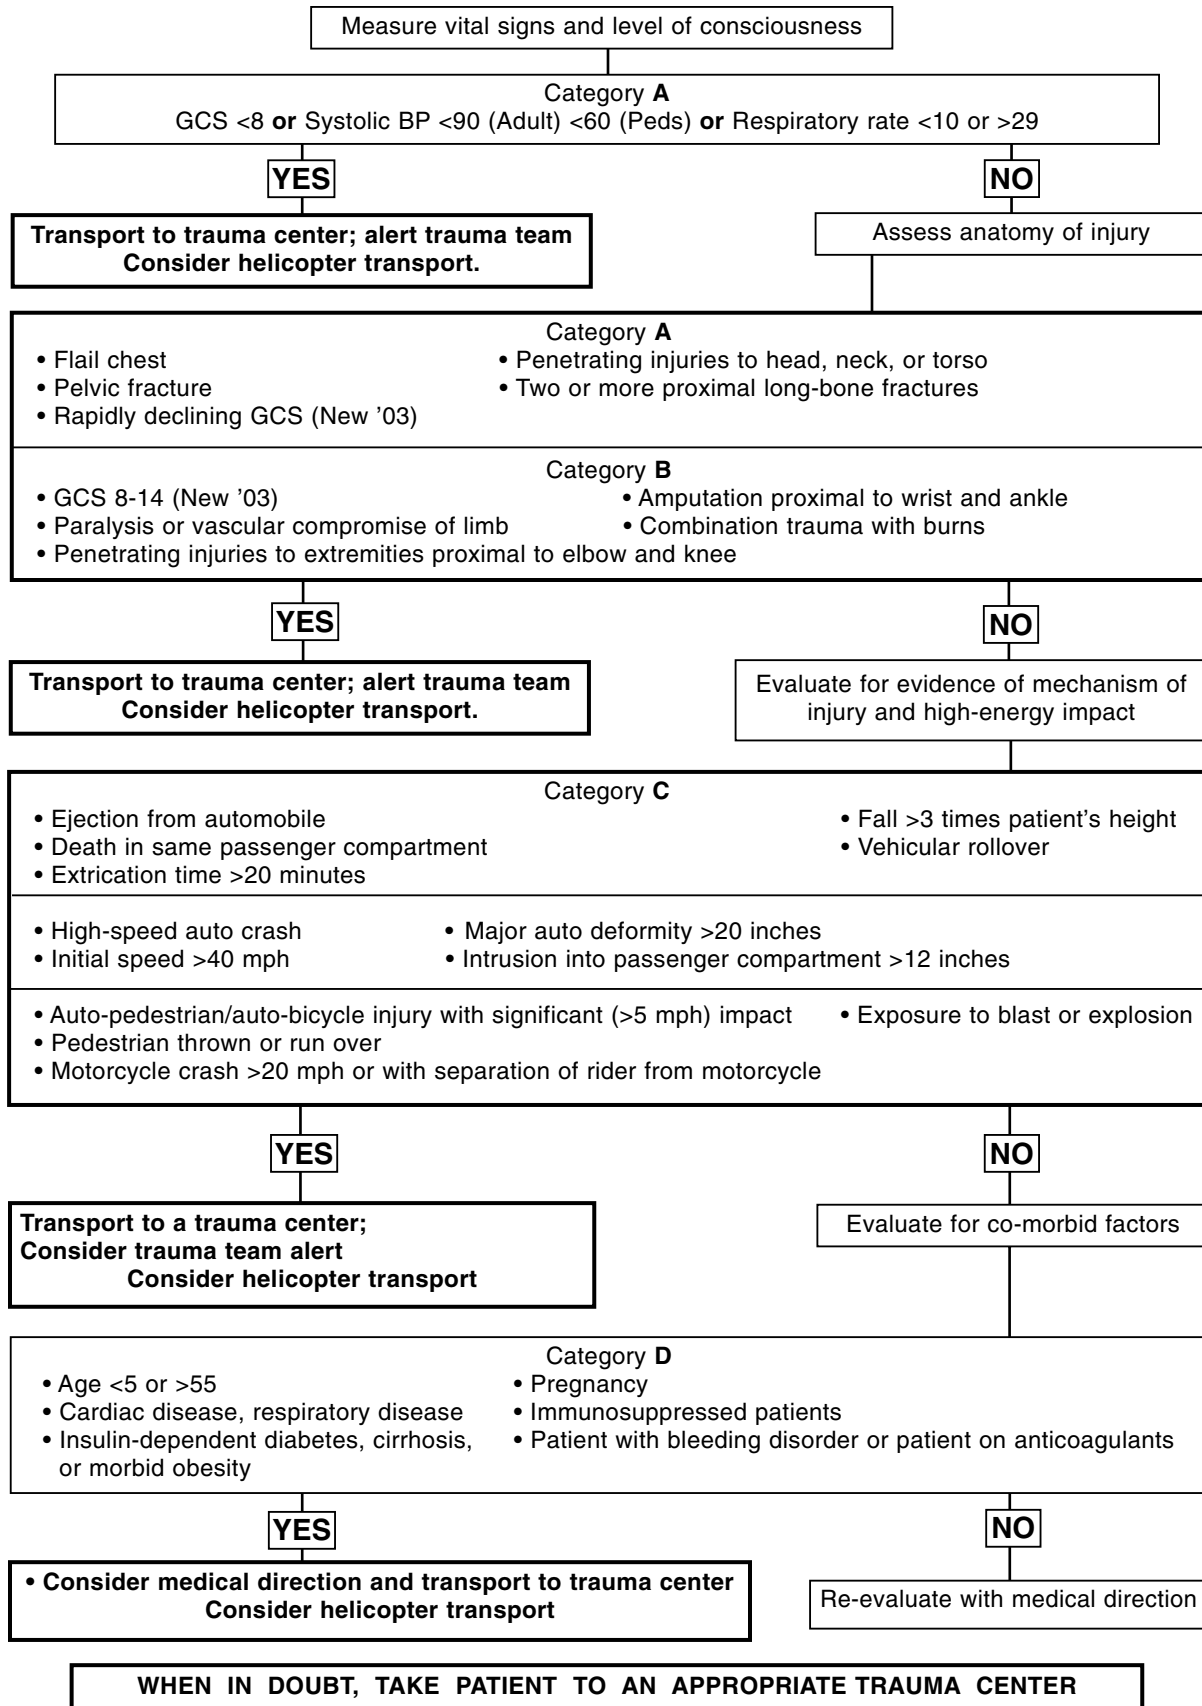 Measure vital signs and level of consciousness
Category A
GCS <8 or Systolic BP <90 (Adult) <60 (Peds) or Respiratory rate <10 or >29
YES
NO
Transport to trauma center; alert trauma team
Consider helicopter transport.
Assess anatomy of injury
Category A
• Flail chest
• Pelvic fracture
• Rapidly declining GCS (New ’03)
• Penetrating injuries to head, neck, or torso
• Two or more proximal long-bone fractures
Category B
• GCS 8-14 (New ’03)
• Paralysis or vascular compromise of limb
• Penetrating injuries to extremities proximal to elbow and knee
• Amputation proximal to wrist and ankle
• Combination trauma with burns
YES
NO
Transport to trauma center; alert trauma team
Consider helicopter transport.
Evaluate for evidence of mechanism of
injury and high-energy impact
Category C
• Ejection from automobile
• Death in same passenger compartment
• Extrication time >20 minutes
• Fall >3 times patient’s height
• Vehicular rollover
• High-speed auto crash
• Initial speed >40 mph
• Major auto deformity >20 inches
• Intrusion into passenger compartment >12 inches
• Auto-pedestrian/auto-bicycle injury with significant (>5 mph) impact
• Pedestrian thrown or run over
• Motorcycle crash >20 mph or with separation of rider from motorcycle
• Exposure to blast or explosion
YES
NO
Transport to a trauma center;
Consider trauma team alert
Consider helicopter transport
Evaluate for co-morbid factors
Category D
• Age <5 or >55
• Cardiac disease, respiratory disease
• Insulin-dependent diabetes, cirrhosis,
or morbid obesity
• Pregnancy
• Immunosuppressed patients
• Patient with bleeding disorder or patient on anticoagulants
YES
NO
• Consider medical direction and transport to trauma center
Consider helicopter transport
Re-evaluate with medical direction
WHEN IN DOUBT, TAKE PATIENT TO AN APPROPRIATE TRAUMA CENTER